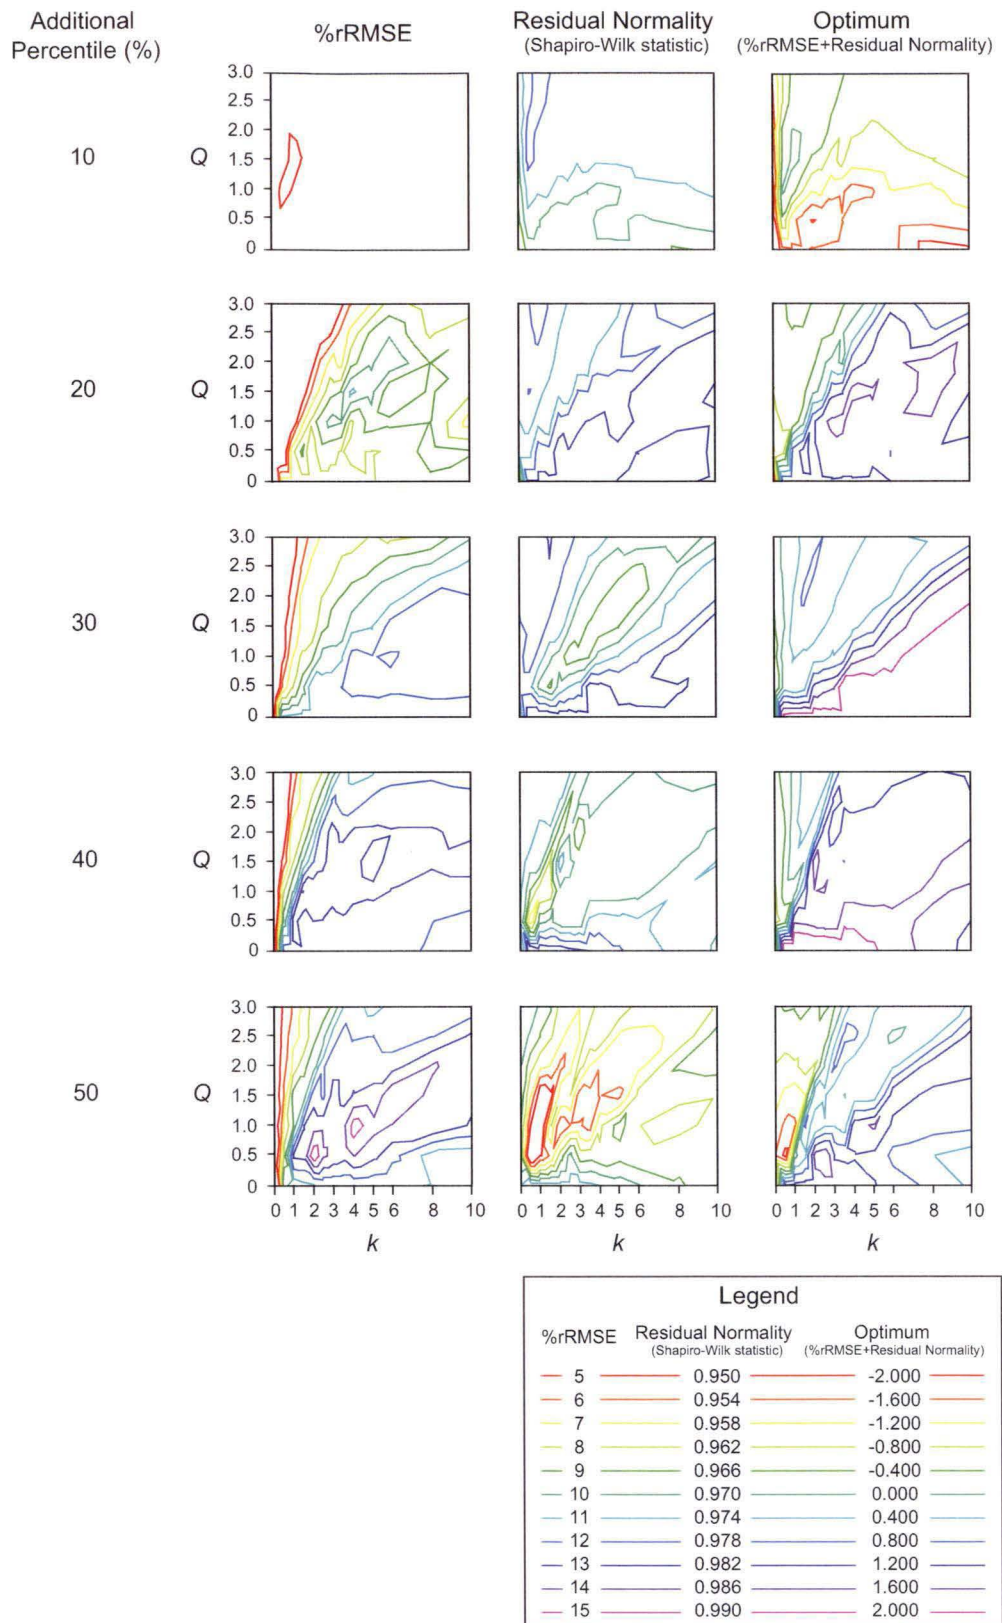 Additional Percentile (%)
%rRMSE
Residual Normality
(Shapiro-Wilk statistic)
Optimum
(%rRMSE+Residual Normality)
10
Q
3.0
2.5
2.0
1.5
1.0
0.5
0
20
Q
3.0
2.5
2.0
1.5
1.0
0.5
0
30
Q
3.0
2.5
2.0
1.5
1.0
0.5
0
40
Q
3.0
2.5
2.0
1.5
1.0
0.5
0
50
Q
3.0
2.5
2.0
1.5
1.0
0.5
0
0 1 2 3 4 5 6 8 10
0 1 2 3 4 5 6 8 10
0 1 2 3 4 5 6 8 10
k
k
k
Legend
%rRMSE Residual Normality Optimum
(Shapiro-Wilk statistic) (%rRMSE+Residual Normality)
5 0.950 -2.000
6 0.954 -1.600
7 0.958 -1.200
8 0.962 -0.800
9 0.966 -0.400
10 0.970 0.000
11 0.974 0.400
12 0.978 0.800
13 0.982 1.200
14 0.986 1.600
15 0.990 2.000